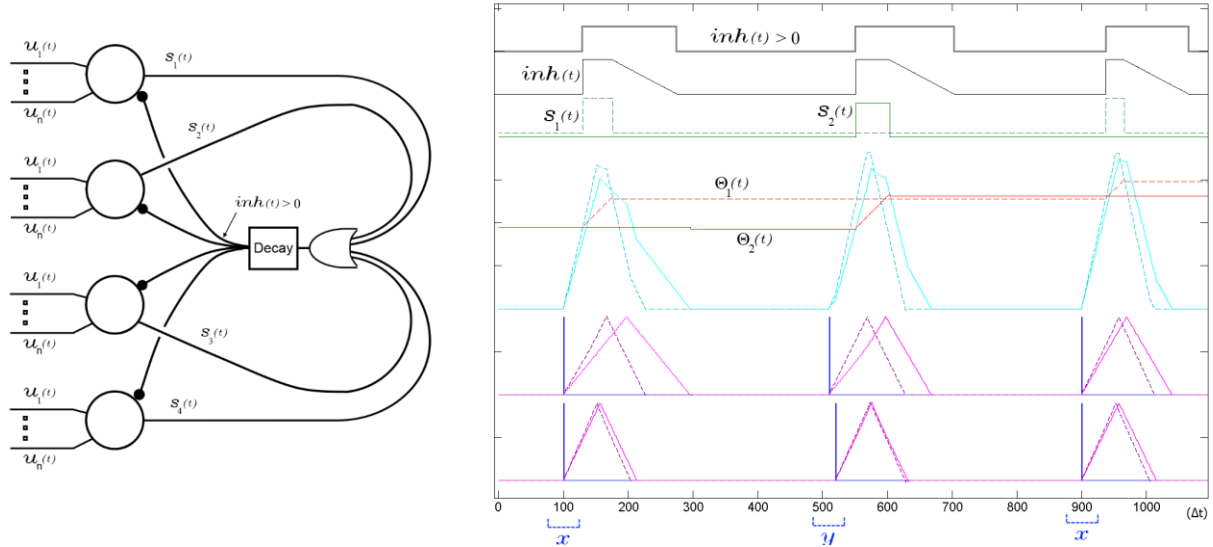 u₁(t)
s₁(t)
uₙ(t)
s₂(t)
u₁(t)
uₙ(t)
inh(t)>0
Decay
u₁(t)
s₃(t)
uₙ(t)
u₁(t)
s₄(t)
uₙ(t)
inh(t)>0
inh(t)
s₁(t)
s₂(t)
Θ₁(t)
Θ₂(t)
0 100 200 300 400 500 600 700 800 900 1000 (Δt)
x y x